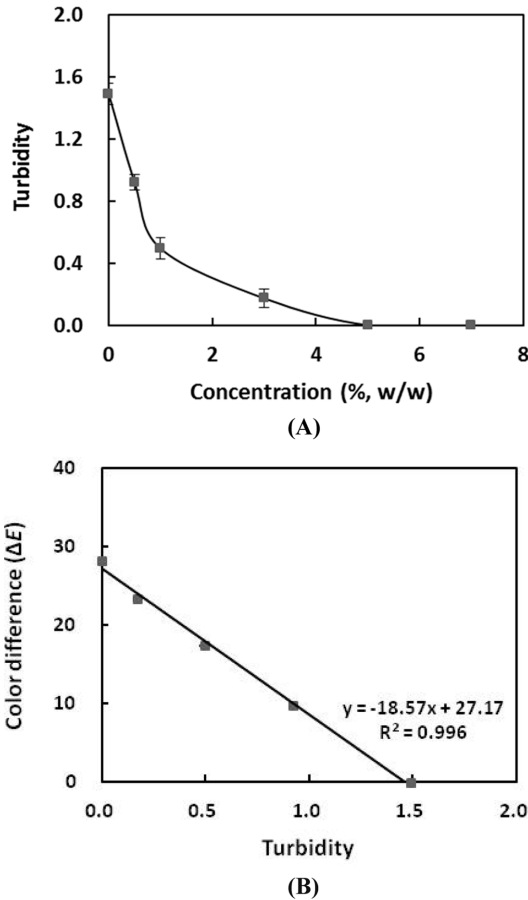 2.0
1.6
1.2
0.8
0.4
0.0
Turbidity
0 2 4 6 8
Concentration (%, w/w)
(A)
40
30
20
10
0
Color difference (ΔE)
y = -18.57x + 27.17
R² = 0.996
0.0 0.5 1.0 1.5 2.0
Turbidity
(B)